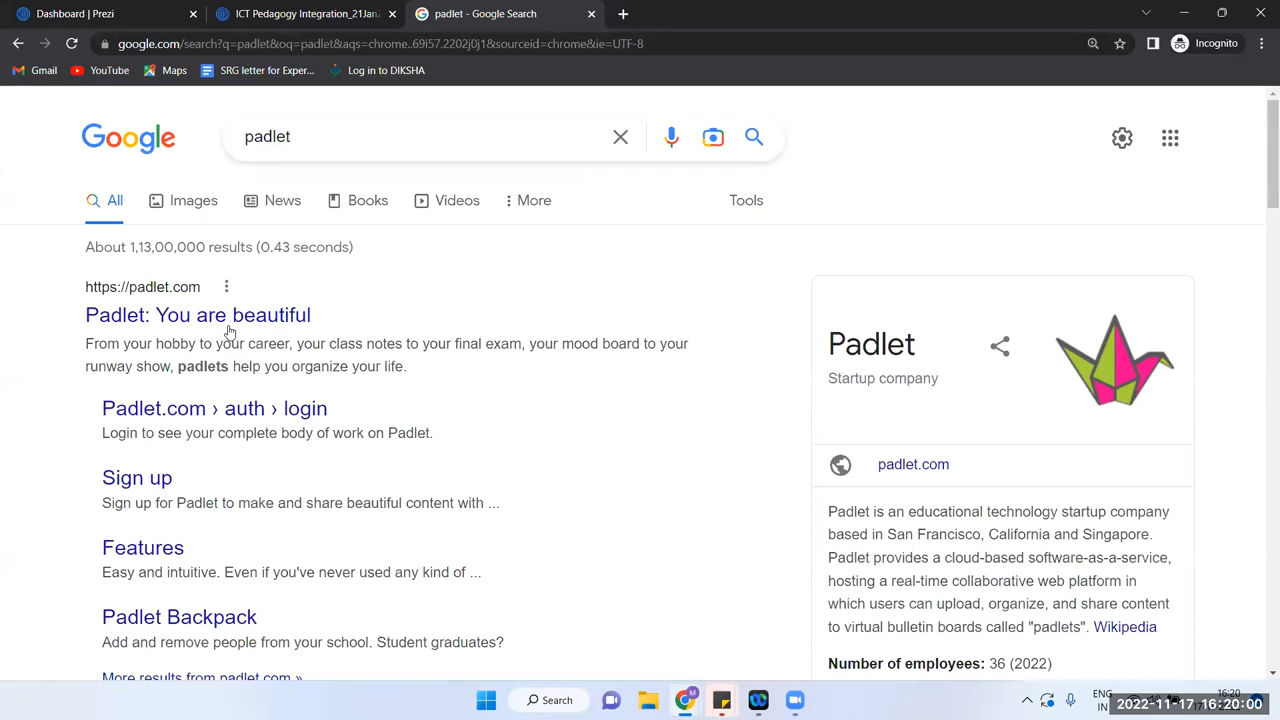 Dashboard | Prezi
ICT Pedagogy Integration_21Jan
padlet - Google Search
google.com/search?q=padlet&oq=padlet&aqs=chrome..69i57.2202j0j1&sourceid=chrome&ie=UTF-8
Incognito
Gmail
YouTube
Maps
SRG letter for Exper...
Log in to DIKSHA
Google
padlet
All
Images
News
Books
Videos
More
Tools
About 1,13,00,000 results (0.43 seconds)
https://padlet.com
Padlet: You are beautiful
From your hobby to your career, your class notes to your final exam, your mood board to your
runway show, padlets help you organize your life.
Padlet.com › auth › login
Login to see your complete body of work on Padlet.
Sign up
Sign up for Padlet to make and share beautiful content with ...
Features
Easy and intuitive. Even if you've never used any kind of ...
Padlet Backpack
Add and remove people from your school. Student graduates?
More results from padlet.com »
Padlet
Startup company
padlet.com
Padlet is an educational technology startup company
based in San Francisco, California and Singapore.
Padlet provides a cloud-based software-as-a-service,
hosting a real-time collaborative web platform in
which users can upload, organize, and share content
to virtual bulletin boards called "padlets". Wikipedia
Number of employees: 36 (2022)
Search
ENG
IN
16:20
2022-11-17 16:20:00